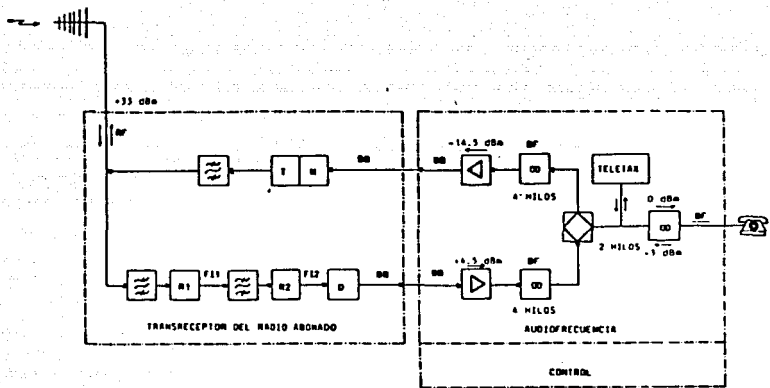 +33 dBm
RF
T M
BB
BB
-14.5 dBm
BF
4 HILOS
TELETAX
0 dBm
BF
-3 dBm
2 HILOS
R1
FI1
R2
FI2
D
BB
BB
+4.5 dBm
BF
4 HILOS
TRANSRECEPTOR DEL RADIO ABONADO
AUDIOFRECUENCIA
CONTROL